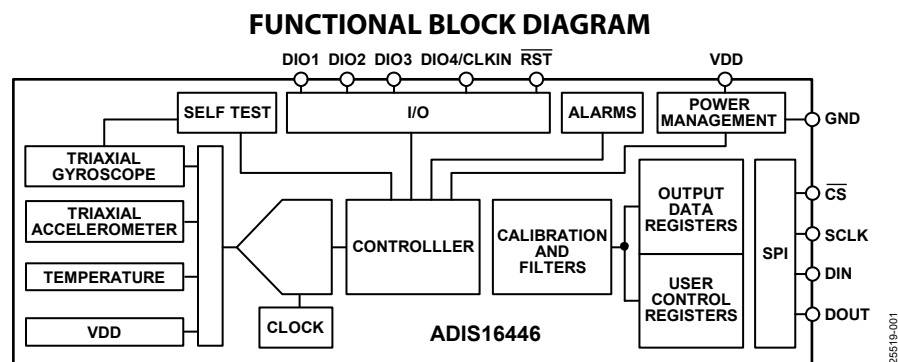 FUNCTIONAL BLOCK DIAGRAM
DIO1 DIO2 DIO3 DIO4/CLKIN RST VDD
SELF TEST
I/O
ALARMS
POWER
MANAGEMENT
GND
TRIAXIAL
GYROSCOPE
TRIAXIAL
ACCELEROMETER
TEMPERATURE
VDD
CLOCK
CONTROLLLER
CALIBRATION
AND
FILTERS
OUTPUT
DATA
REGISTERS
USER
CONTROL
REGISTERS
SPI
CS
SCLK
DIN
DOUT
ADIS16446
25519-001